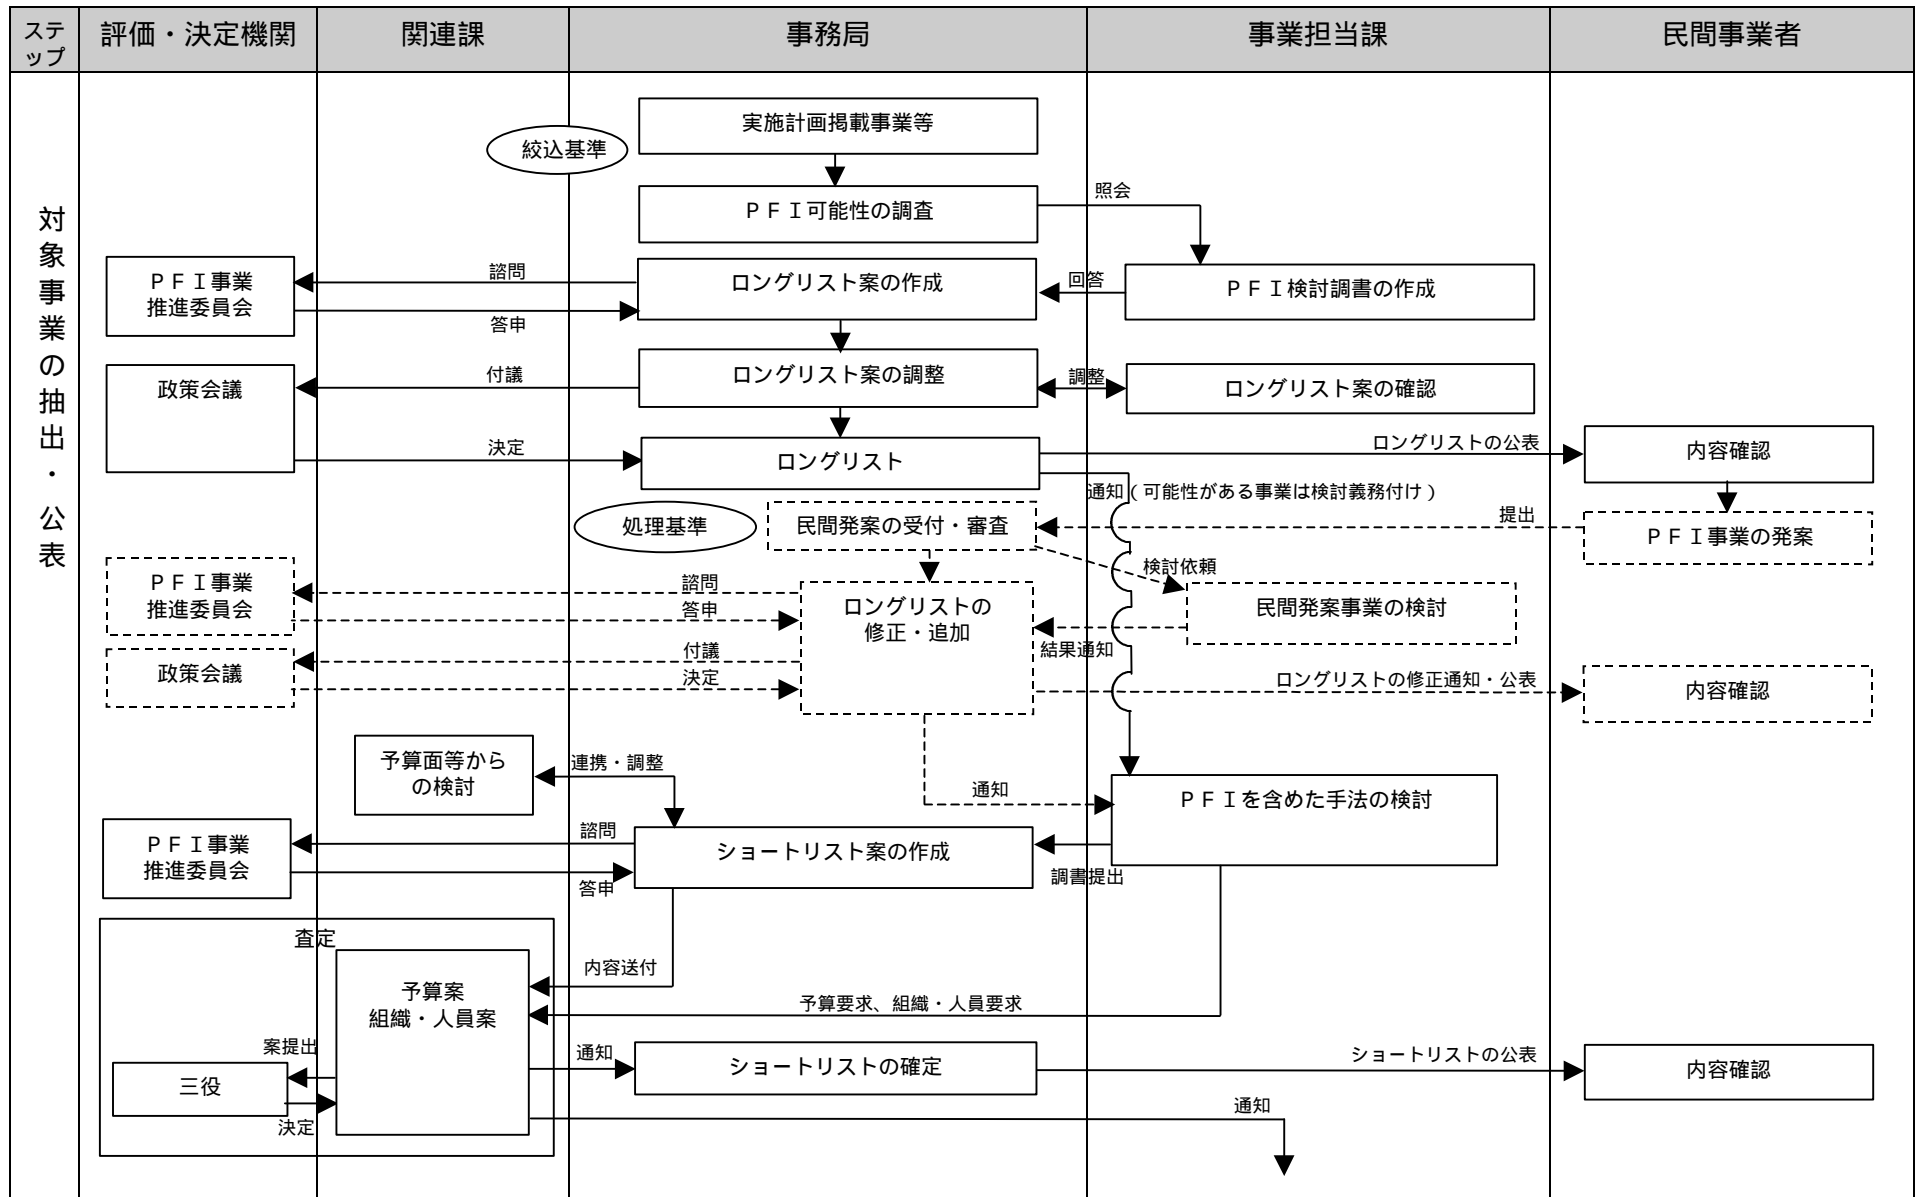 ステ
ップ
評価・決定機関
関連課
事務局
事業担当課
民間事業者
対象事業の抽出・公表
実施計画掲載事業等
絞込基準
ＰＦＩ可能性の調査
照会
ＰＦＩ事業
推進委員会
諮問
答申
ロングリスト案の作成
回答
ＰＦＩ検討調書の作成
政策会議
付議
ロングリスト案の調整
調整
ロングリスト案の確認
決定
ロングリスト
ロングリストの公表
内容確認
通知（可能性がある事業は検討義務付け）
処理基準
民間発案の受付・審査
提出
ＰＦＩ事業の発案
検討依頼
ＰＦＩ事業
推進委員会
諮問
答申
ロングリストの
修正・追加
民間発案事業の検討
結果通知
政策会議
付議
決定
ロングリストの修正通知・公表
内容確認
予算面等から
の検討
連携・調整
通知
ＰＦＩを含めた手法の検討
ＰＦＩ事業
推進委員会
諮問
答申
ショートリスト案の作成
調書提出
査定
内容送付
予算案
組織・人員案
予算要求、組織・人員要求
案提出
三役
決定
通知
ショートリストの確定
ショートリストの公表
内容確認
通知